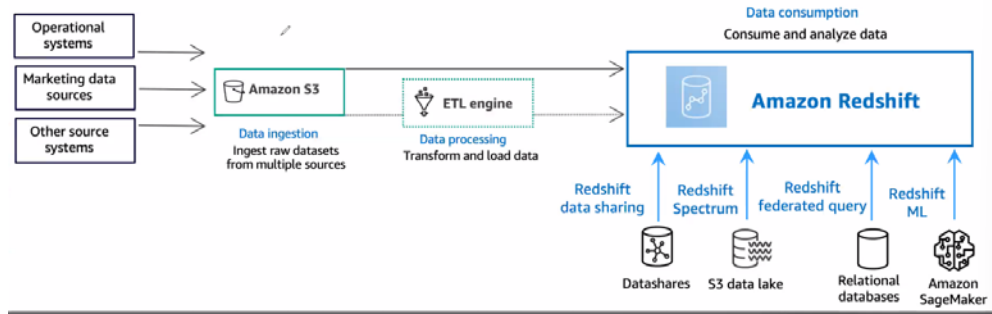 Operational
systems
Marketing data
sources
Other source
systems
Amazon S3
Data ingestion
Ingest raw datasets
from multiple sources
ETL engine
Data processing
Transform and load data
Data consumption
Consume and analyze data
Amazon Redshift
Redshift
data sharing
Redshift
Spectrum
Redshift
federated query
Redshift
ML
Datashares
S3 data lake
Relational
databases
Amazon
SageMaker